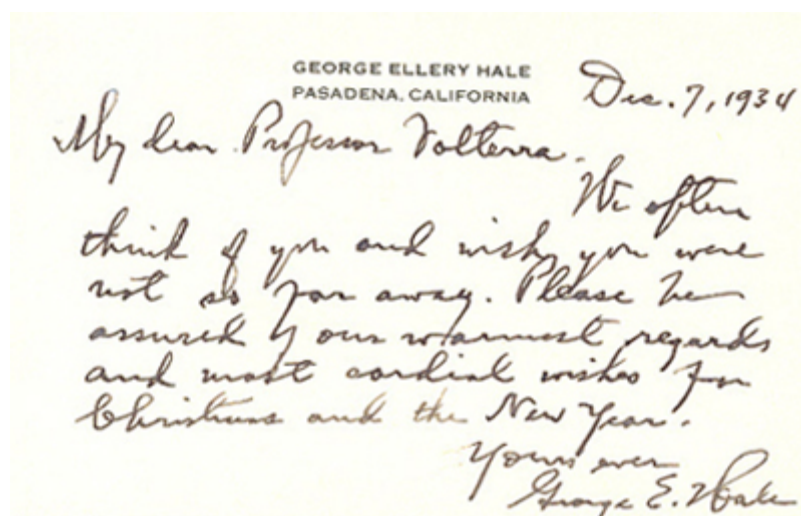 GEORGE ELLERY HALE
PASADENA, CALIFORNIA
Dec. 7, 1934
My dear Professor Volterra.
We often
think of you and wish you were
not so far away. Please be
assured of our warmest regards
and most cordial wishes for
Christmas and the New Year.
Yours ever
George E. Hale